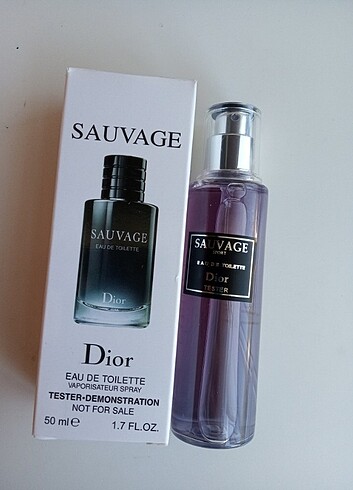 SAUVAGE
SAUVAGE
EAU DE TOILETTE
Dior
Dior
EAU DE TOILETTE
VAPORISATEUR SPRAY
TESTER•DEMONSTRATION
NOT FOR SALE
50 ml℮ 1.7 FL.OZ.
SAUVAGE
SPORT
EAU DE TOILETTE
Dior
TESTER